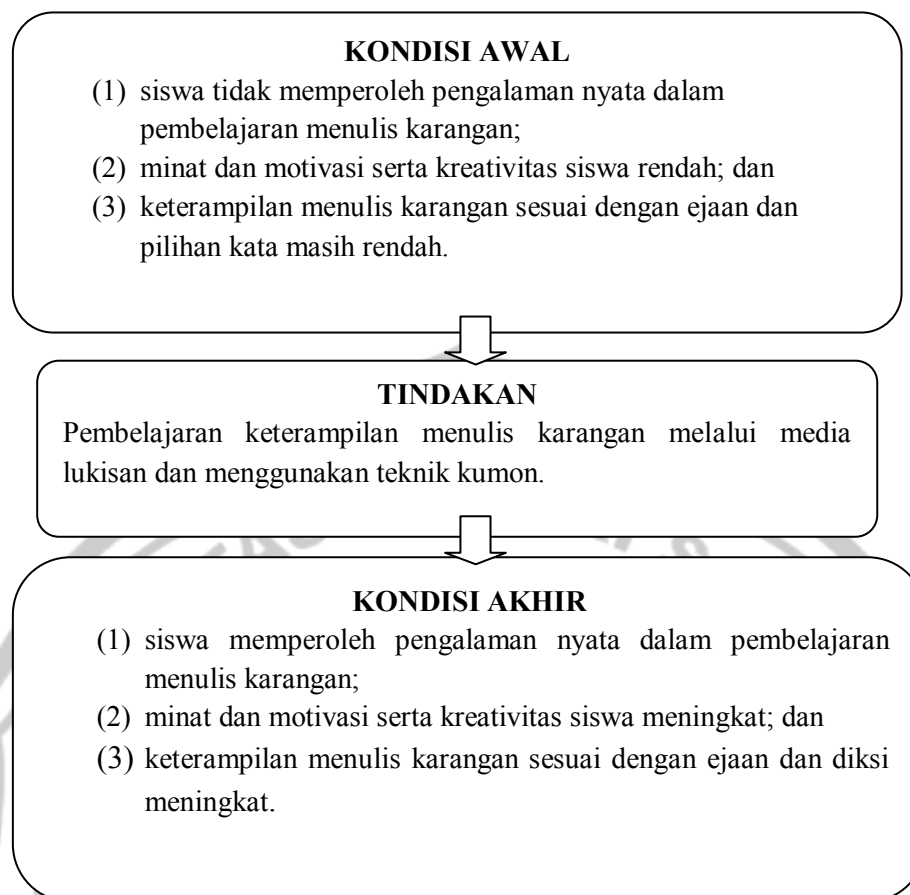 KONDISI AWAL
(1) siswa tidak memperoleh pengalaman nyata dalam
pembelajaran menulis karangan;
(2) minat dan motivasi serta kreativitas siswa rendah; dan
(3) keterampilan menulis karangan sesuai dengan ejaan dan
pilihan kata masih rendah.
TINDAKAN
Pembelajaran keterampilan menulis karangan melalui media
lukisan dan menggunakan teknik kumon.
KONDISI AKHIR
(1) siswa memperoleh pengalaman nyata dalam pembelajaran
menulis karangan;
(2) minat dan motivasi serta kreativitas siswa meningkat; dan
(3) keterampilan menulis karangan sesuai dengan ejaan dan diksi
meningkat.